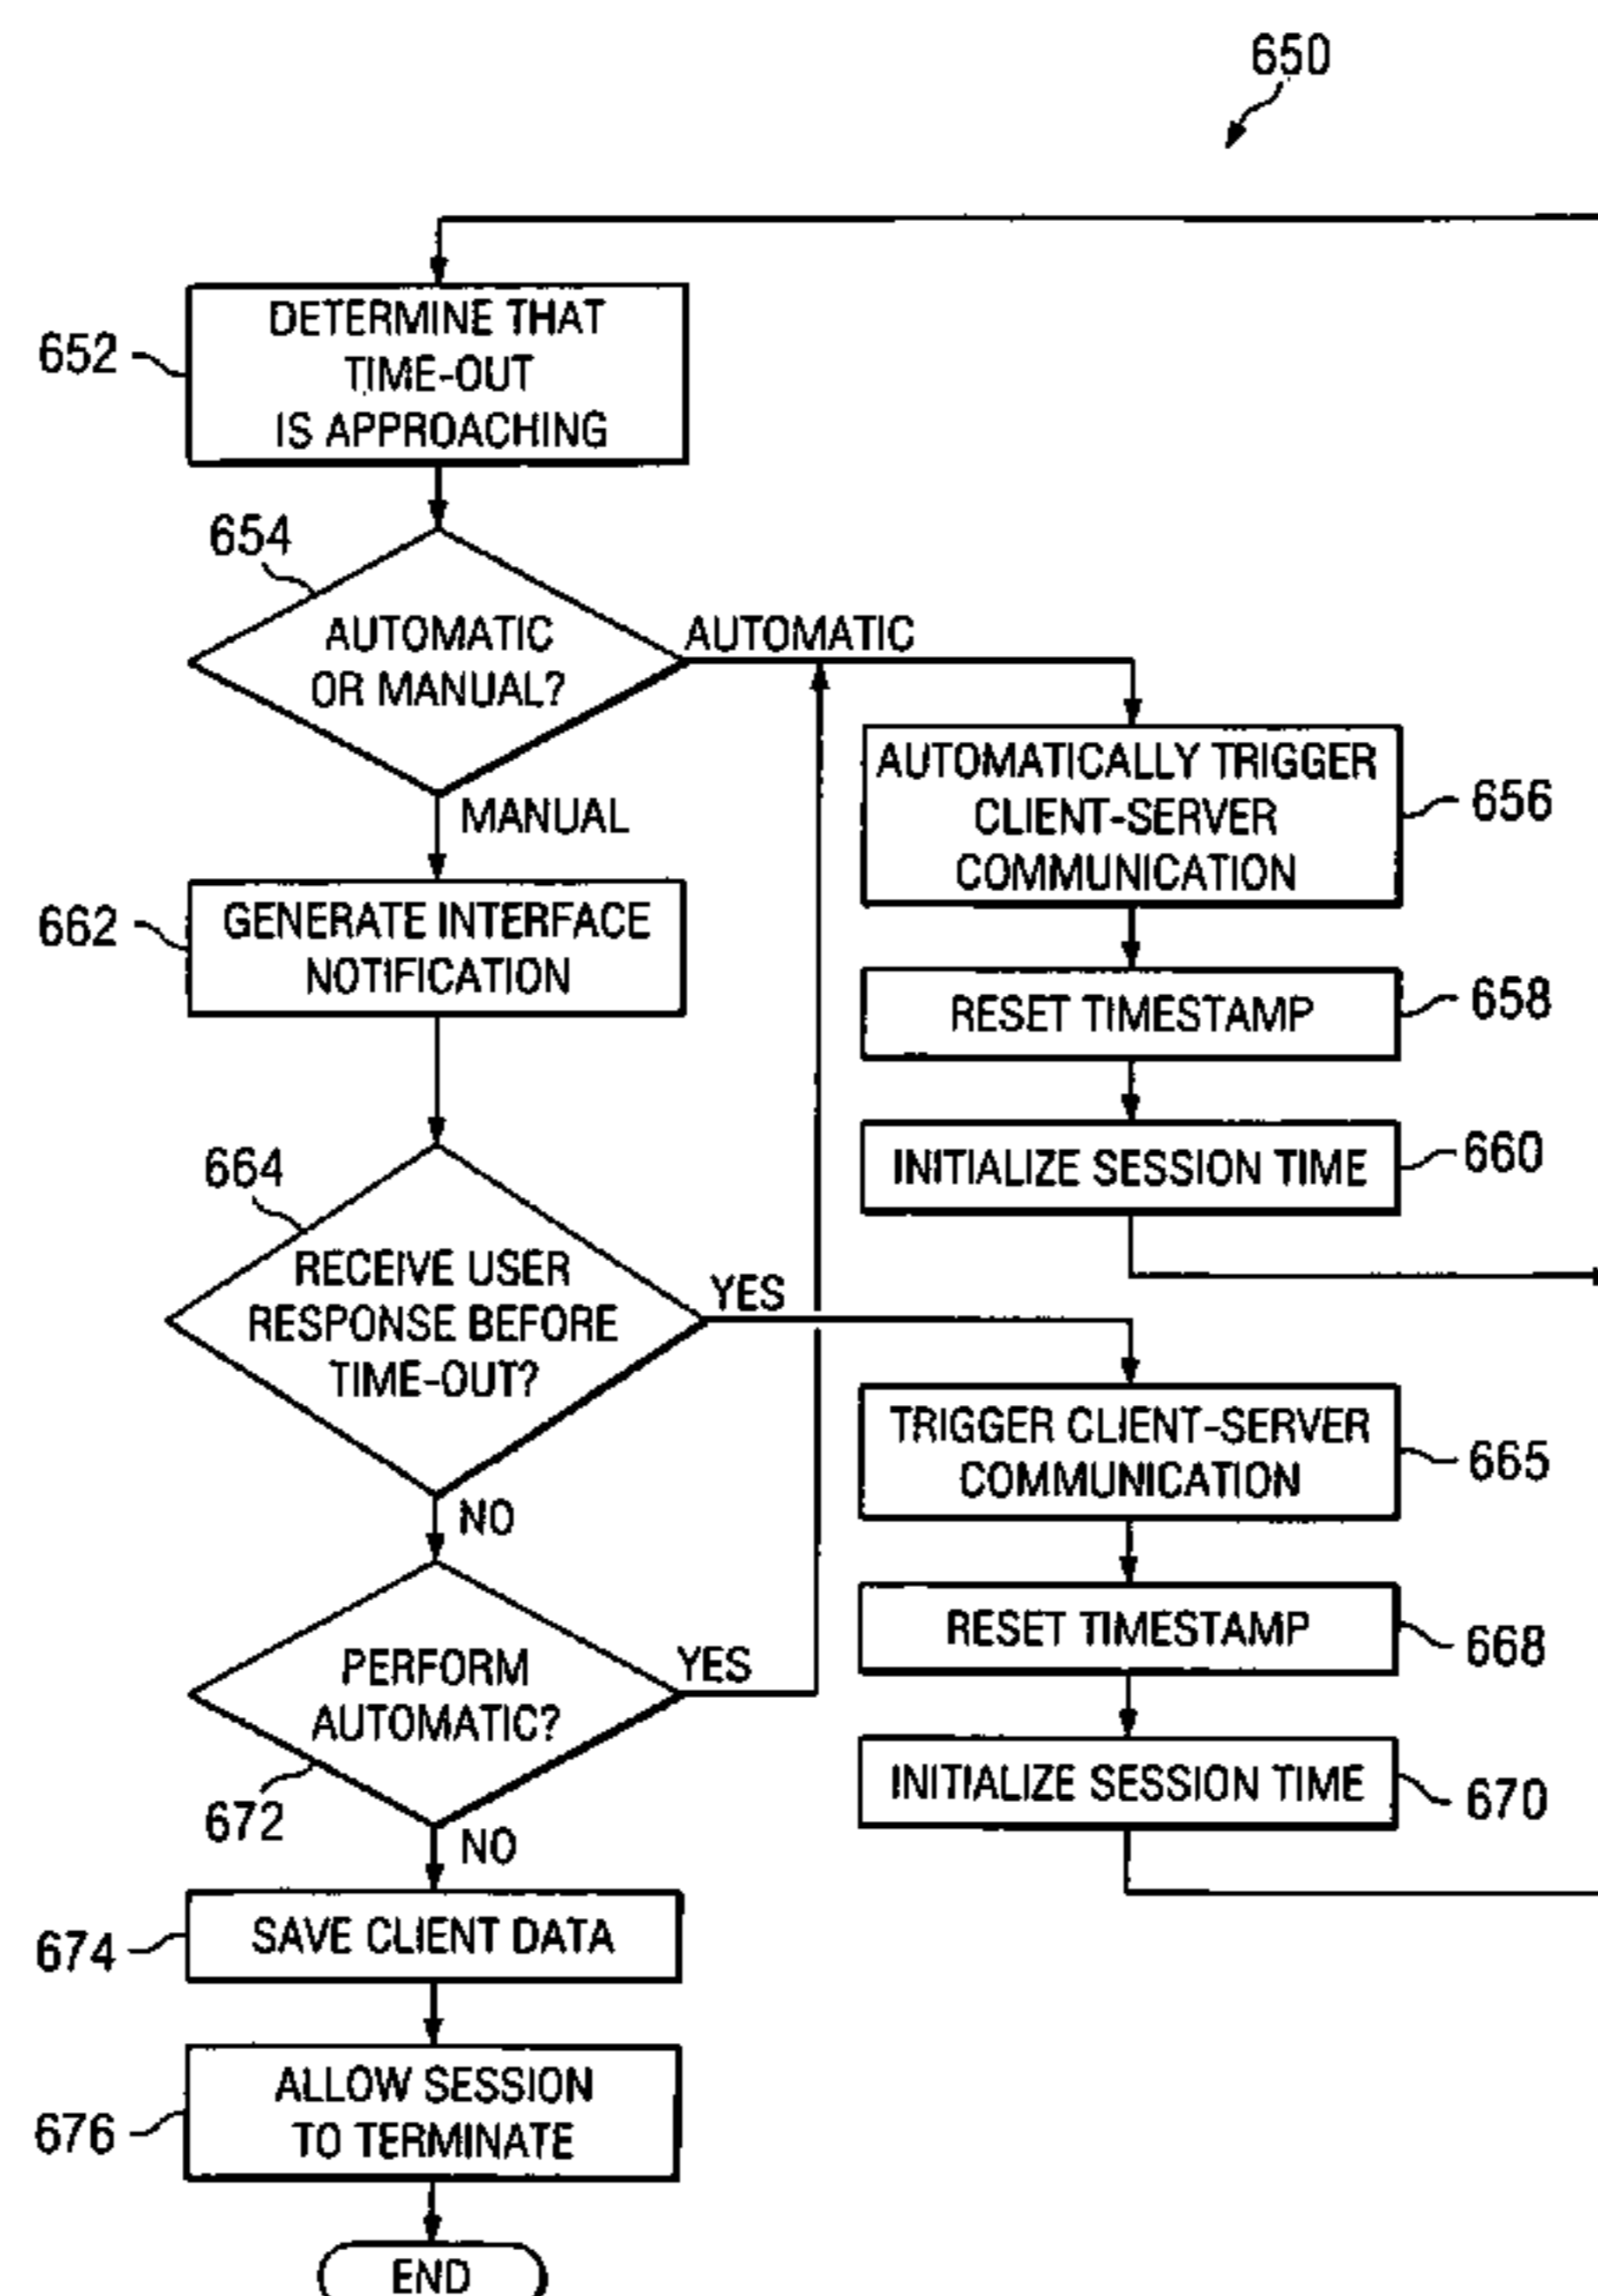 650
652
DETERMINE THAT
TIME-OUT
IS APPROACHING
654
AUTOMATIC
OR MANUAL?
AUTOMATIC
MANUAL
AUTOMATICALLY TRIGGER
CLIENT-SERVER
COMMUNICATION
656
662
GENERATE INTERFACE
NOTIFICATION
RESET TIMESTAMP
658
INITIALIZE SESSION TIME
660
664
RECEIVE USER
RESPONSE BEFORE
TIME-OUT?
YES
NO
TRIGGER CLIENT-SERVER
COMMUNICATION
665
RESET TIMESTAMP
668
PERFORM
AUTOMATIC?
YES
672
NO
INITIALIZE SESSION TIME
670
674
SAVE CLIENT DATA
676
ALLOW SESSION
TO TERMINATE
END